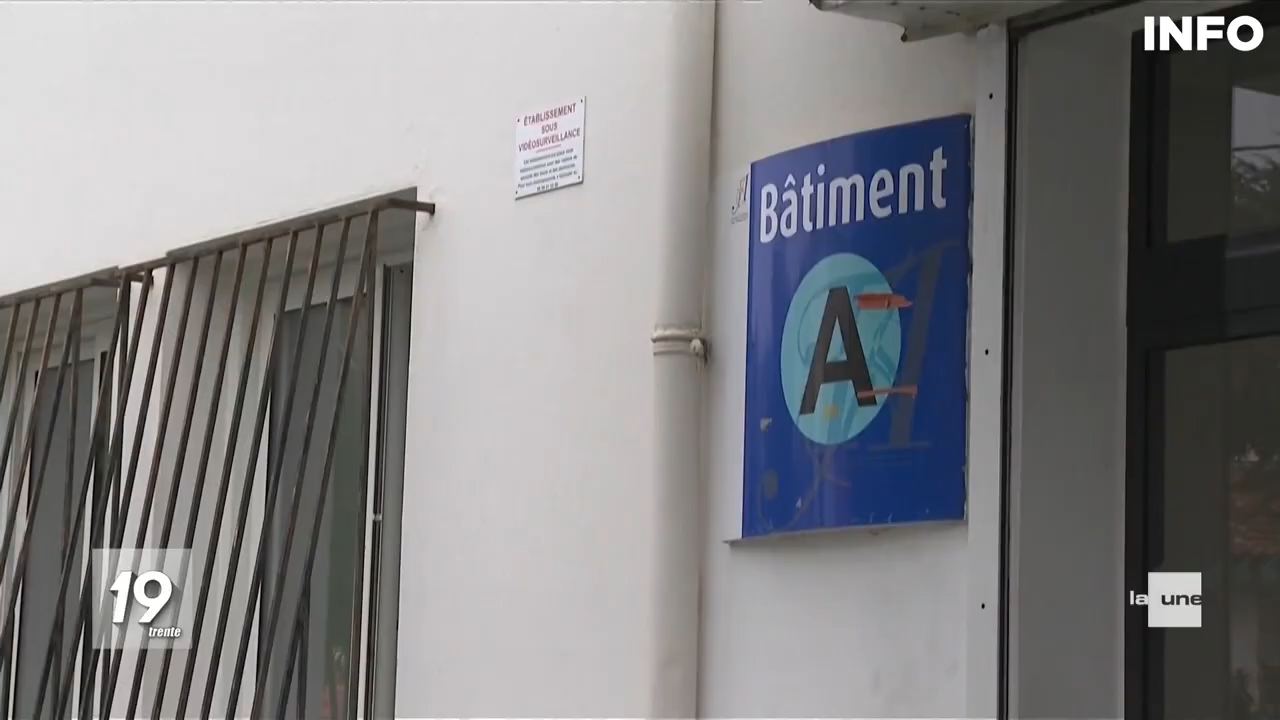 INFO
ÉTABLISSEMENT
SOUS
VIDÉOSURVEILLANCE
Bâtiment
A
19
trente
la une